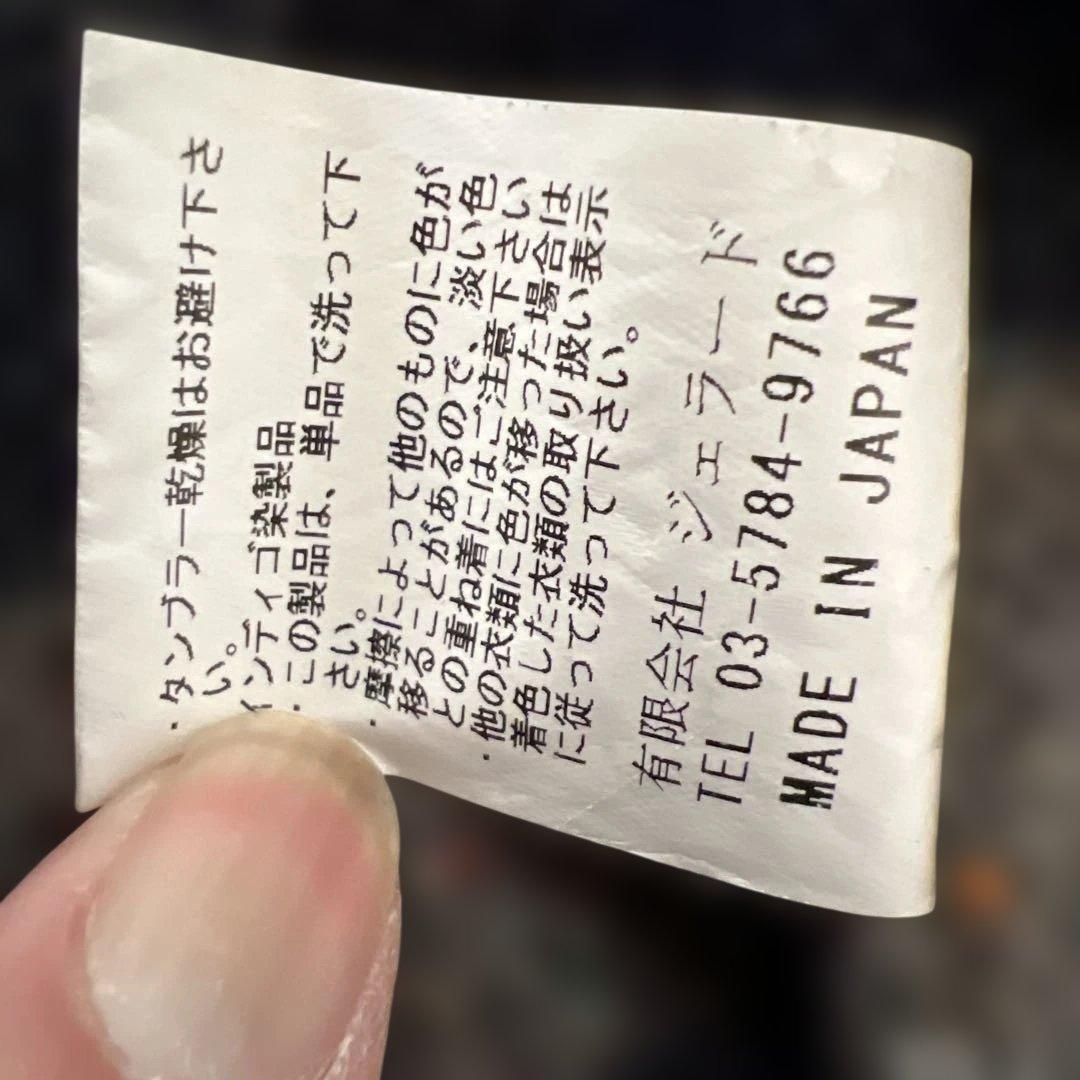 ・タンブラー乾燥はお避け下さ
い。
インディゴ染製品
・この製品は、単品で洗って下
さい。
・摩擦によって他のものに色が
移ることがあるので、淡い色
との重ね着にはご注意下さい
・他の衣類に色が移った場合は
着色した衣類の取り扱い表示
に従って洗って下さい。
有限会社 ジェラード
TEL 03-5784-9766
MADE IN JAPAN